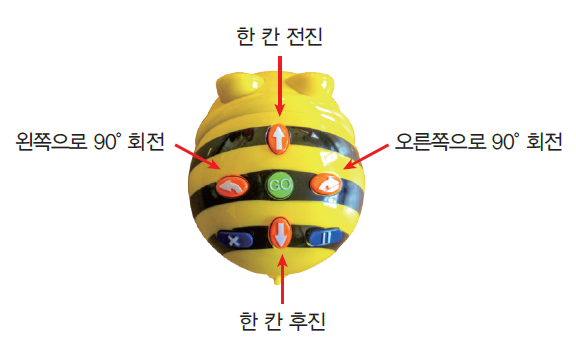 한 칸 전진
왼쪽으로 90° 회전
오른쪽으로 90° 회전
GO
한 칸 후진